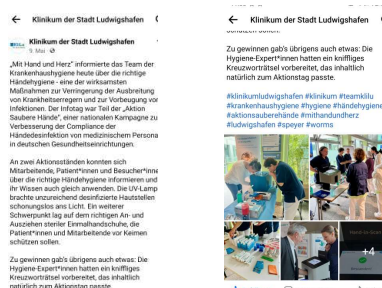 Klinikum der Stadt Ludwigshafen
Klinikum der Stadt Ludwigshafen
9. Mai
„Mit Hand und Herz“ informierte das Team der
Krankenhaushygiene heute über die richtige
Händehygiene - eine der wirksamsten
Maßnahmen zur Verringerung der Ausbreitung
von Krankheitserregern und zur Vorbeugung vor
Infektionen. Der Infotag war Teil der „Aktion
Saubere Hände“, einer nationalen Kampagne zu
Verbesserung der Compliance der
Händedesinfektion von medizinischem Persona
in deutschen Gesundheitseinrichtungen.
An zwei Aktionsständen konnten sich
Mitarbeitende, Patient*innen und Besucher*inne
über die richtige Händehygiene informieren und
ihr Wissen auch gleich anwenden. Die UV-Lamp
brachte unzureichend desinfizierte Hautstellen
schonungslos ans Licht. Ein weiterer
Schwerpunkt lag auf dem richtigen An- und
Ausziehen steriler Einmalhandschuhe, die
Patient*innen und Mitarbeitende vor Keimen
schützen sollen.
Zu gewinnen gab's übrigens auch etwas: Die
Hygiene-Expert*innen hatten ein kniffliges
Kreuzworträtsel vorbereitet, das inhaltlich
natürlich zum Aktionstag passte.
Klinikum der Stadt Ludwigshafen
schützen sollen.
Zu gewinnen gab's übrigens auch etwas: Die
Hygiene-Expert*innen hatten ein kniffliges
Kreuzworträtsel vorbereitet, das inhaltlich
natürlich zum Aktionstag passte.
#klinikumludwigshafen #klinikum #teamklilu
#krankenhaushygiene #hygiene #händehygiene
#aktionsauberehände #mithandundherz
#ludwigshafen #speyer #worms
+4